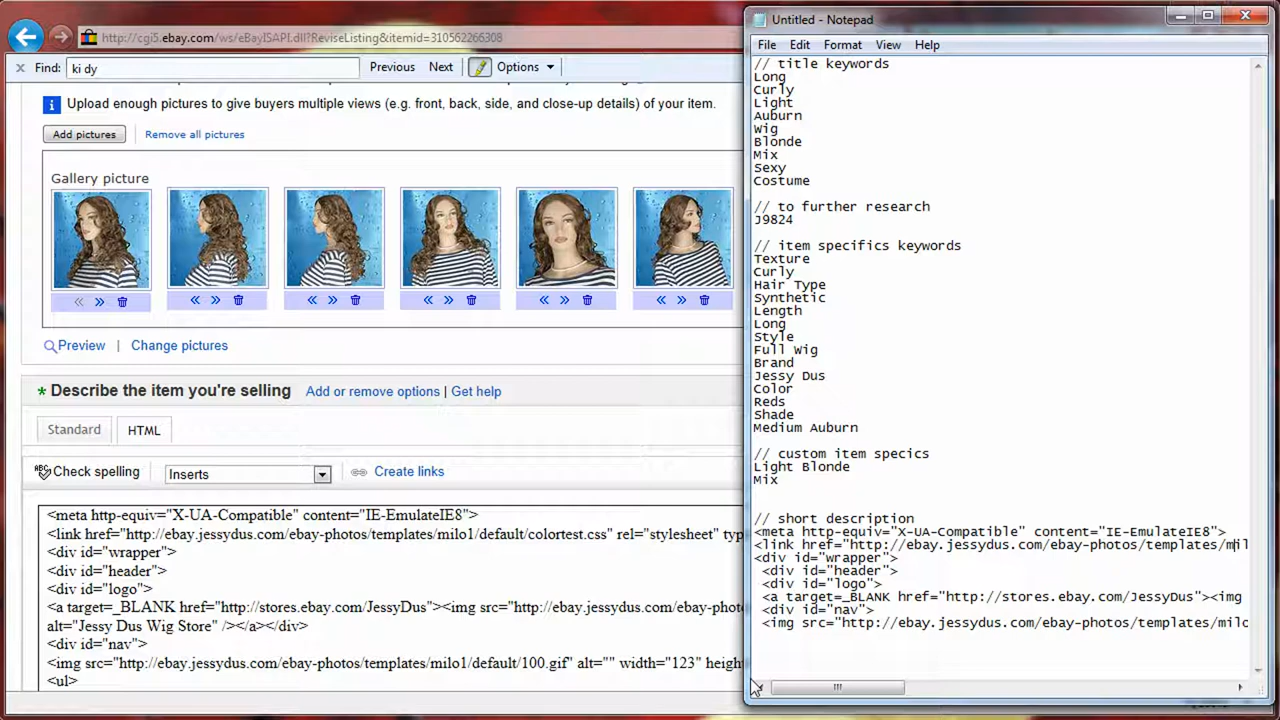 http://cgi5.ebay.com/ws/eBayISAPI.dll?ReviseListing&itemid=310562266308
Find: ki dy Previous Next Options
Upload enough pictures to give buyers multiple views (e.g. front, back, side, and close-up details) of your item.
Add pictures Remove all pictures
Gallery picture
Preview | Change pictures
* Describe the item you're selling Add or remove options | Get help
Standard HTML
Check spelling Inserts Create links
<meta http-equiv="X-UA-Compatible" content="IE-EmulateIE8">
<link href="http://ebay.jessydus.com/ebay-photos/templates/milo1/default/colortest.css" rel="stylesheet" typ
<div id="wrapper">
<div id="header">
<div id="logo">
<a target=_BLANK href="http://stores.ebay.com/JessyDus"><img src="http://ebay.jessydus.com/ebay-phot
alt="Jessy Dus Wig Store" /></a></div>
<div id="nav">
<img src="http://ebay.jessydus.com/ebay-photos/templates/milo1/default/100.gif" alt="" width="123" heigh
<ul>
Untitled - Notepad
File Edit Format View Help
// title keywords
Long
Curly
Light
Auburn
Wig
Blonde
Mix
Sexy
Costume
// to further research
J9824
// item specifics keywords
Texture
Curly
Hair Type
Synthetic
Length
Long
Style
Full Wig
Brand
Jessy Dus
Color
Reds
Shade
Medium Auburn
// custom item specics
Light Blonde
Mix
// short description
<meta http-equiv="X-UA-Compatible" content="IE-EmulateIE8">
<link href="http://ebay.jessydus.com/ebay-photos/templates/mil
<div id="wrapper">
<div id="header">
<div id="logo">
<a target=_BLANK href="http://stores.ebay.com/JessyDus"><img
<div id="nav">
<img src="http://ebay.jessydus.com/ebay-photos/templates/milo